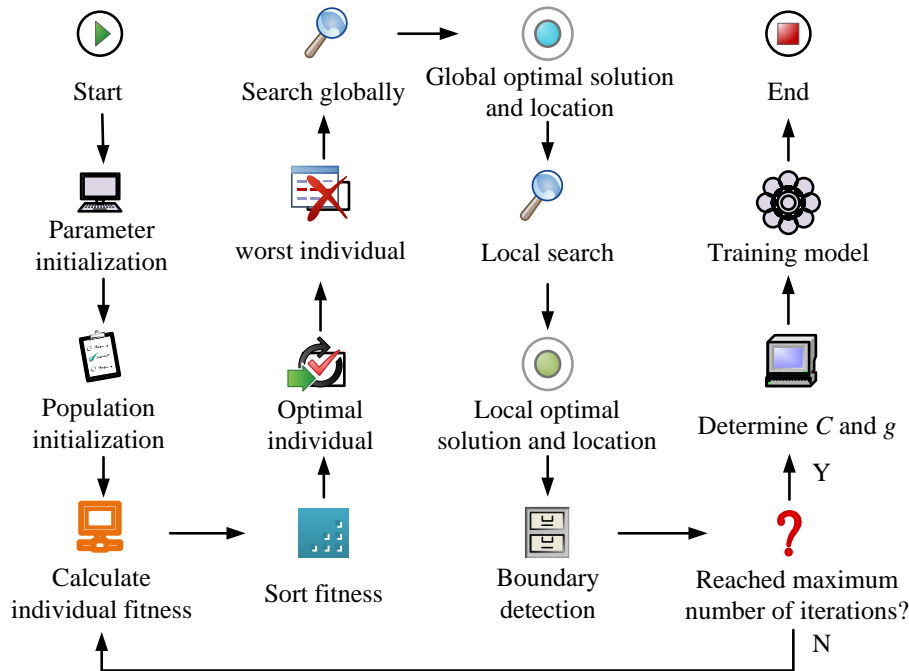 Start
Parameter
initialization
Population
initialization
Calculate
individual fitness
Sort fitness
Optimal
individual
worst individual
Search globally
Global optimal solution
and location
Local search
Local optimal
solution and location
Boundary
detection
Reached maximum
number of iterations?
N
Y
Determine C and g
Training model
End